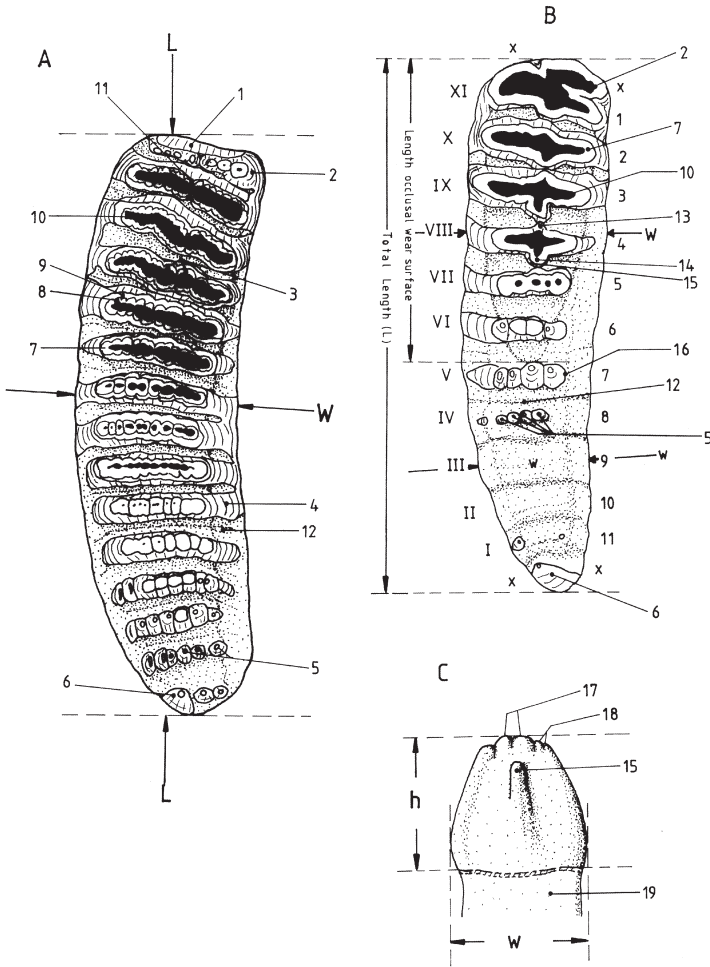 A
L
11
1
2
10
9
3
8
7
W
4
12
5
6
L
B
x
2
XI
x
1
X
7
2
10
IX
3
13
VIII
4
W
14
15
VII
5
VI
6
16
V
7
12
IV
8
5
III
w
9
w
10
II
I
11
x
x
6
Length occlusal wear surface
Total Length (L)
C
17
18
15
h
19
W